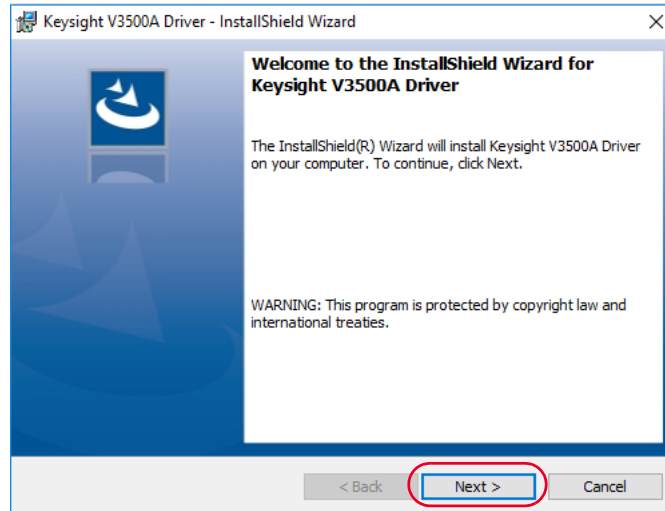 Keysight V3500A Driver - InstallShield Wizard
Welcome to the InstallShield Wizard for
Keysight V3500A Driver
The InstallShield(R) Wizard will install Keysight V3500A Driver
on your computer. To continue, click Next.
WARNING: This program is protected by copyright law and
international treaties.
< Back
Next >
Cancel